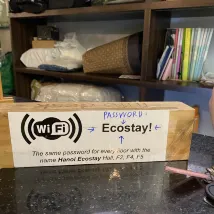 PASSWORD
WiFi Ecostay!
The same password for every floor with the
name Hanoi Ecostay Hall, F2, F4, F5